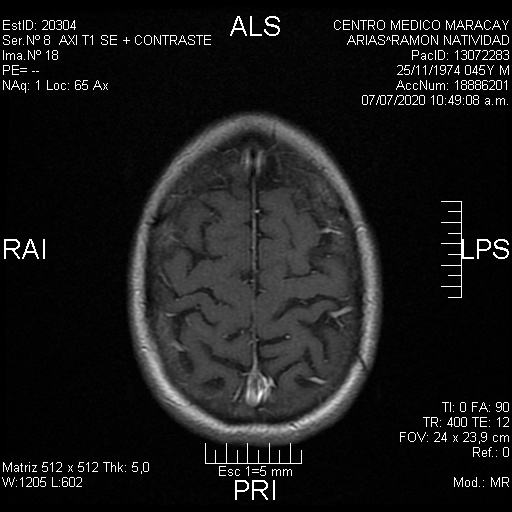 EstID: 20304
Ser.Nº 8 AXI T1 SE + CONTRASTE
Ima.Nº 18
PE= --
NAq: 1 Loc: 65 Ax
ALS
CENTRO MEDICO MARACAY
ARIAS^RAMON NATIVIDAD
PacID: 13072283
25/11/1974 045Y M
AccNum: 18886201
07/07/2020 10:49:08 a.m.
RAI
LPS
TI: 0 FA: 90
TR: 400 TE: 12
FOV: 24 x 23,9 cm
Ref.: 0
Mod.: MR
Matriz 512 x 512 Thk: 5,0
W:1205 L:602
Esc 1=5 mm
PRI